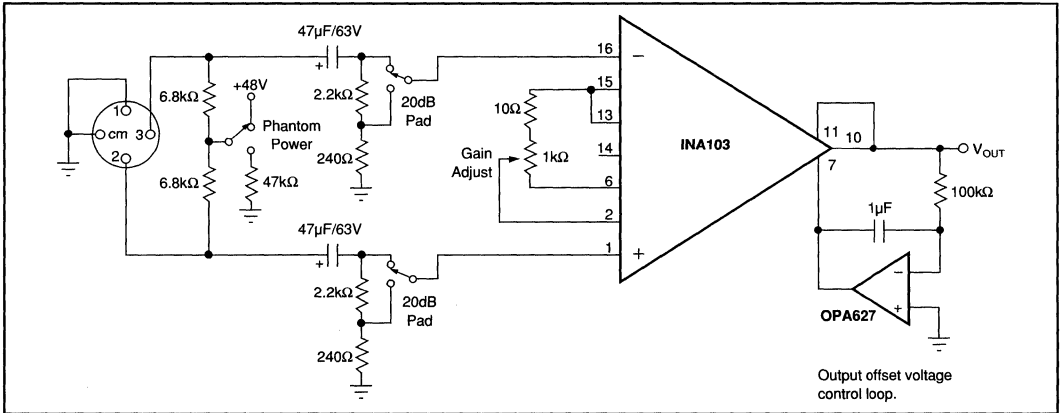 47µF/63V
16
−
+
2.2kΩ
20dB
Pad
240Ω
6.8kΩ
+48V
Phantom
Power
1
cm
3
2
6.8kΩ
47kΩ
15
10Ω
13
14
Gain
Adjust
1kΩ
6
2
INA103
11
10
7
VOUT
100kΩ
1µF
47µF/63V
1
+
+
2.2kΩ
20dB
Pad
240Ω
−
+
OPA627
Output offset voltage
control loop.